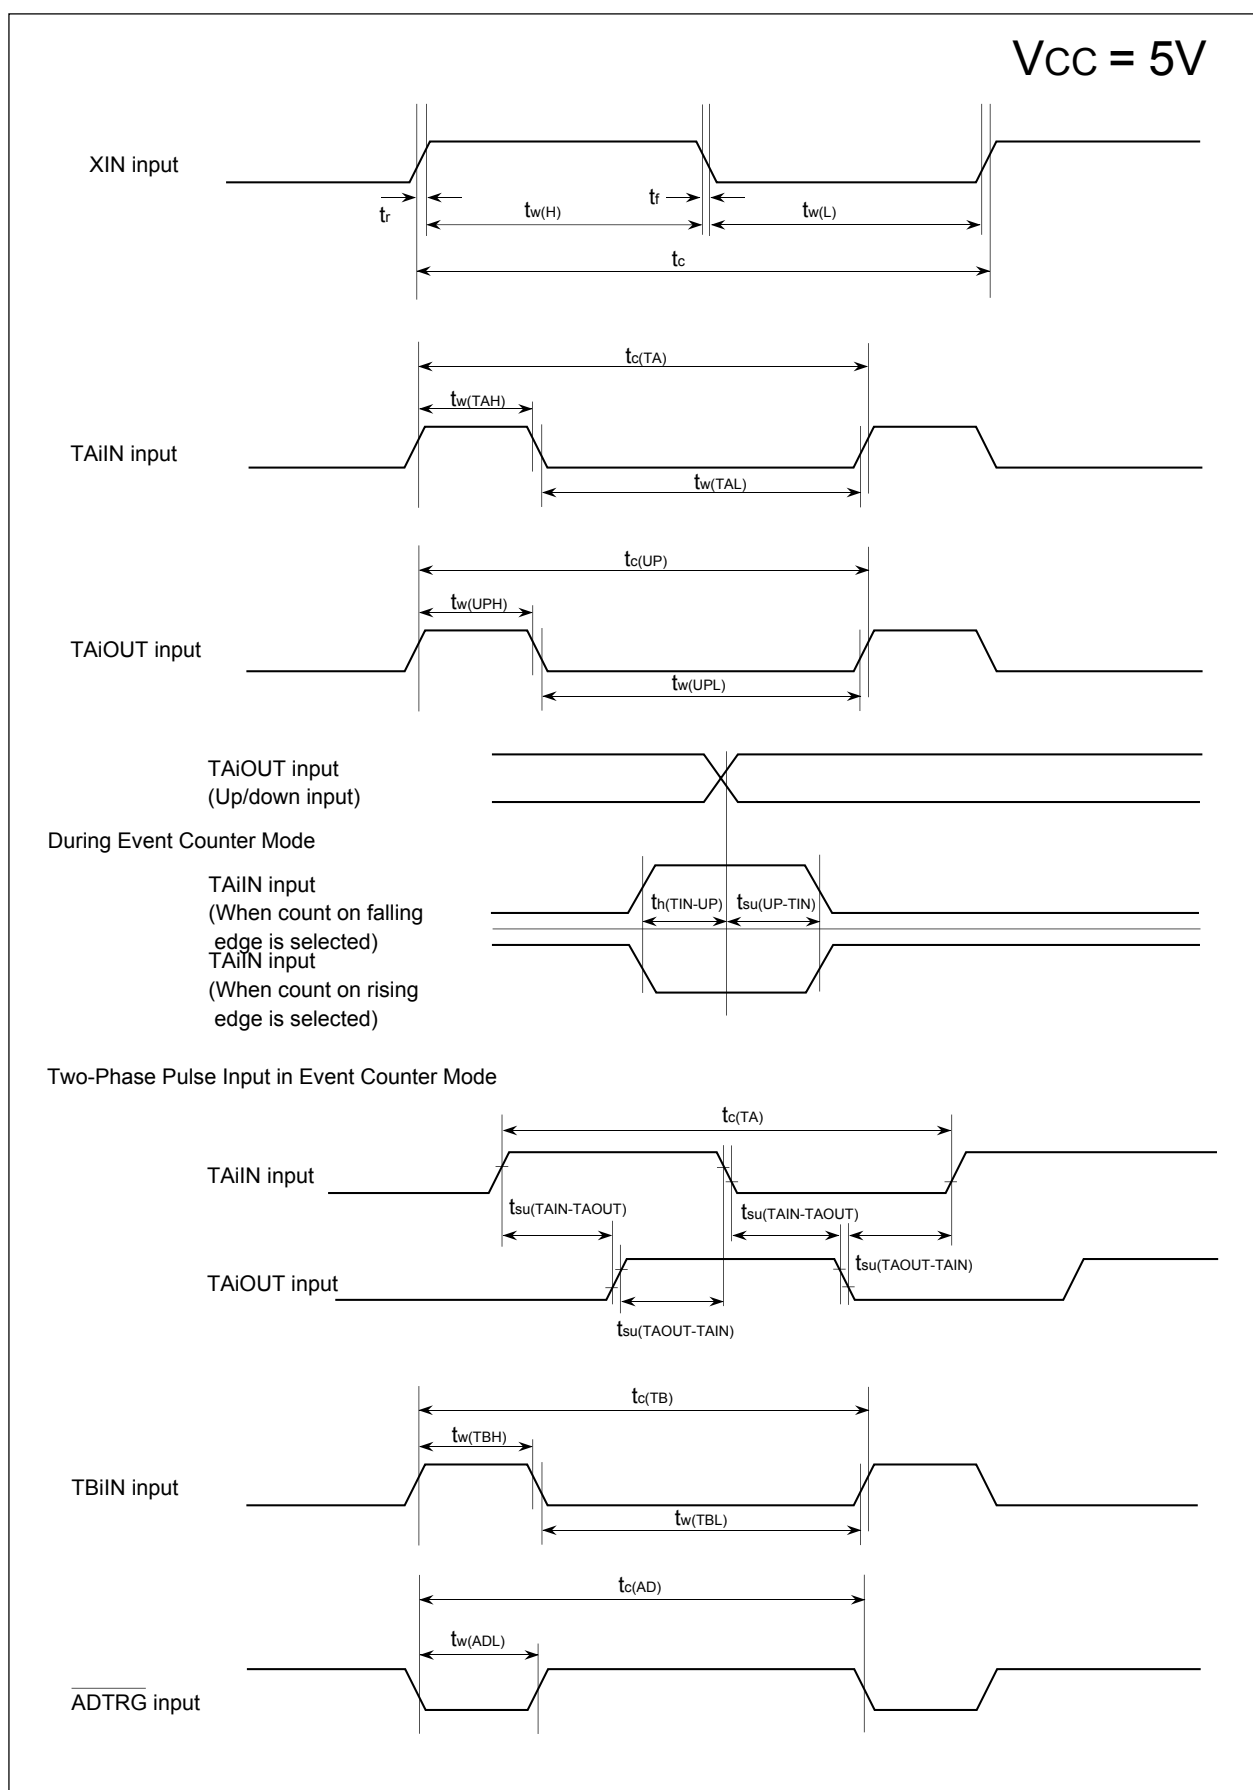 VCC = 5V
XIN input
tr
tw(H)
tf
tw(L)
tc
tc(TA)
tw(TAH)
TAiIN input
tw(TAL)
tc(UP)
tw(UPH)
TAiOUT input
tw(UPL)
TAiOUT input
(Up/down input)
During Event Counter Mode
TAiIN input
(When count on falling
edge is selected)
th(TIN-UP)
tsu(UP-TIN)
TAiIN input
(When count on rising
edge is selected)
Two-Phase Pulse Input in Event Counter Mode
tc(TA)
TAiIN input
tsu(TAIN-TAOUT)
tsu(TAIN-TAOUT)
tsu(TAOUT-TAIN)
TAiOUT input
tsu(TAOUT-TAIN)
tc(TB)
tw(TBH)
TBiIN input
tw(TBL)
tc(AD)
tw(ADL)
ADTRG input